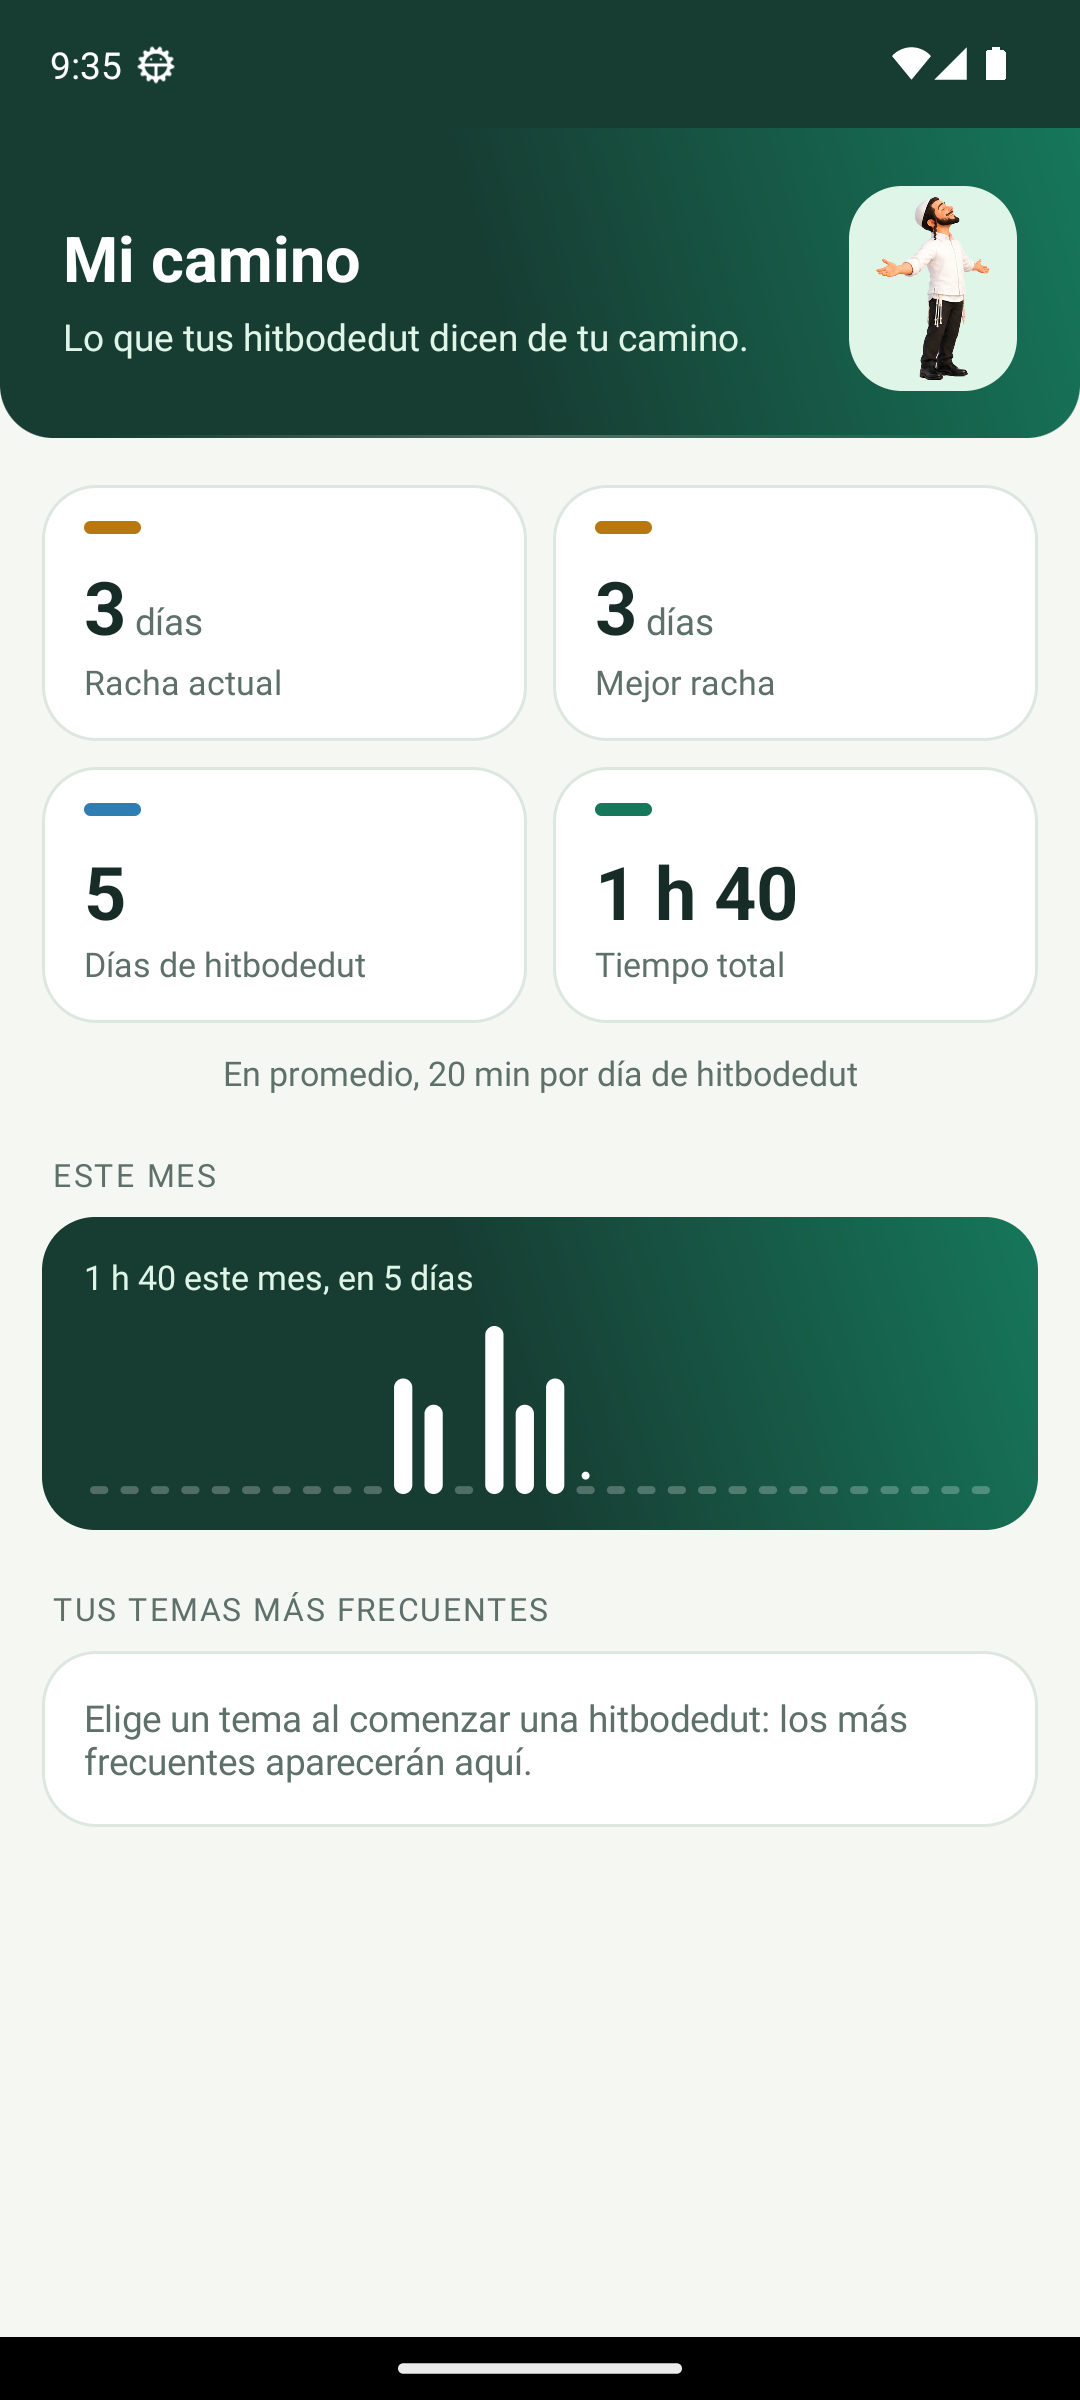 9:35
Mi camino
Lo que tus hitbodedut dicen de tu camino.
3 días
Racha actual
3 días
Mejor racha
5
Días de hitbodedut
1 h 40
Tiempo total
En promedio, 20 min por día de hitbodedut
ESTE MES
1 h 40 este mes, en 5 días
TUS TEMAS MÁS FRECUENTES
Elige un tema al comenzar una hitbodedut: los más
frecuentes aparecerán aquí.